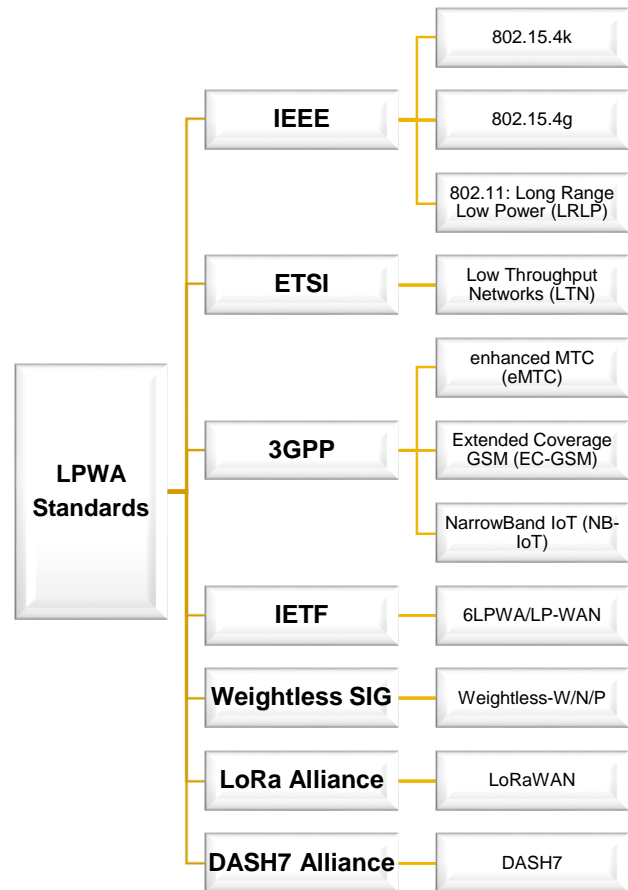 LPWA
Standards
IEEE
802.15.4k
802.15.4g
802.11: Long Range
Low Power (LRLP)
ETSI
Low Throughput
Networks (LTN)
3GPP
enhanced MTC
(eMTC)
Extended Coverage
GSM (EC-GSM)
NarrowBand IoT (NB-
IoT)
IETF
6LPWA/LP-WAN
Weightless SIG
Weightless-W/N/P
LoRa Alliance
LoRaWAN
DASH7 Alliance
DASH7